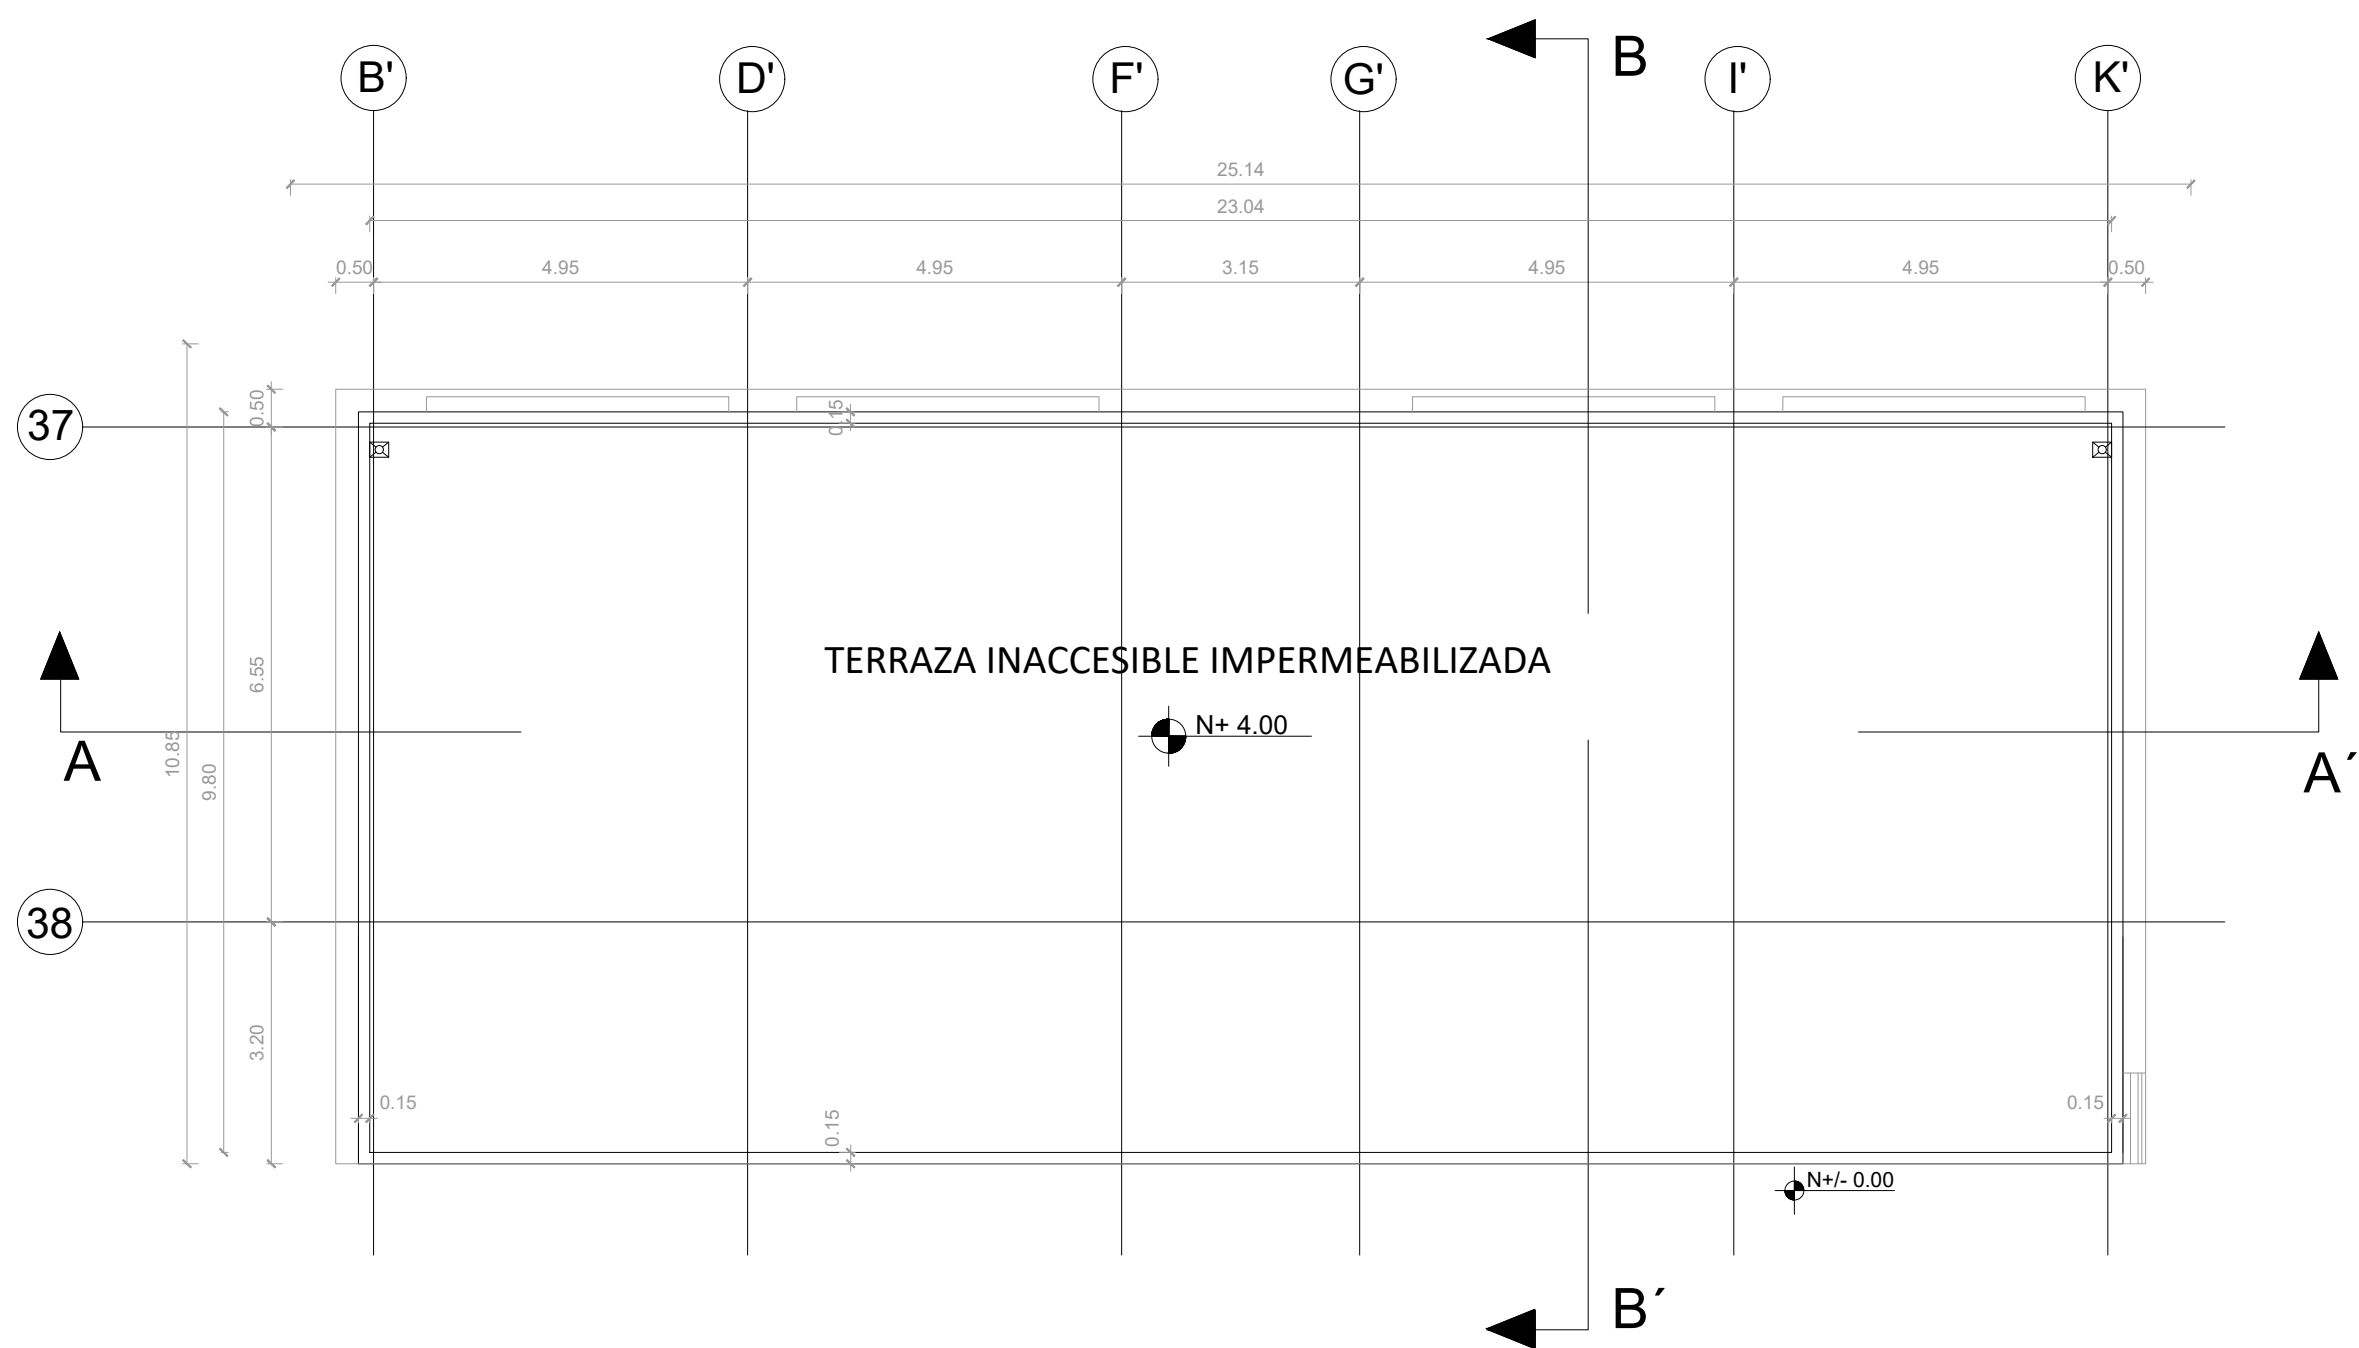 B
B' D' F' G' I' K'
25.14
23.04
0.50 4.95 4.95 3.15 4.95 4.95 0.50
0.50
0.15
37
TERRAZA INACCESIBLE IMPERMEABILIZADA
6.55
N+ 4.00
10.85
9.80
A
A´
38
3.20
0.15
0.15
0.15
N+/- 0.00
B´